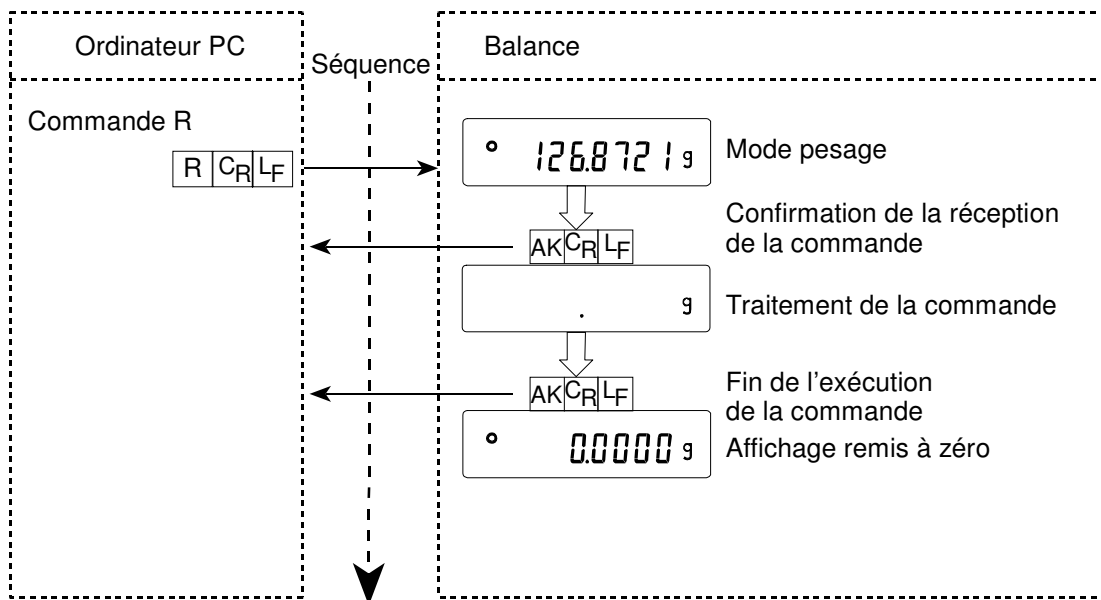 Ordinateur PC
Séquence
Balance
Commande R
R CR LF
126.8721 g
Mode pesage
Confirmation de la réception
de la commande
AK CR LF
. g
Traitement de la commande
Fin de l'exécution
de la commande
AK CR LF
0.0000 g
Affichage remis à zéro